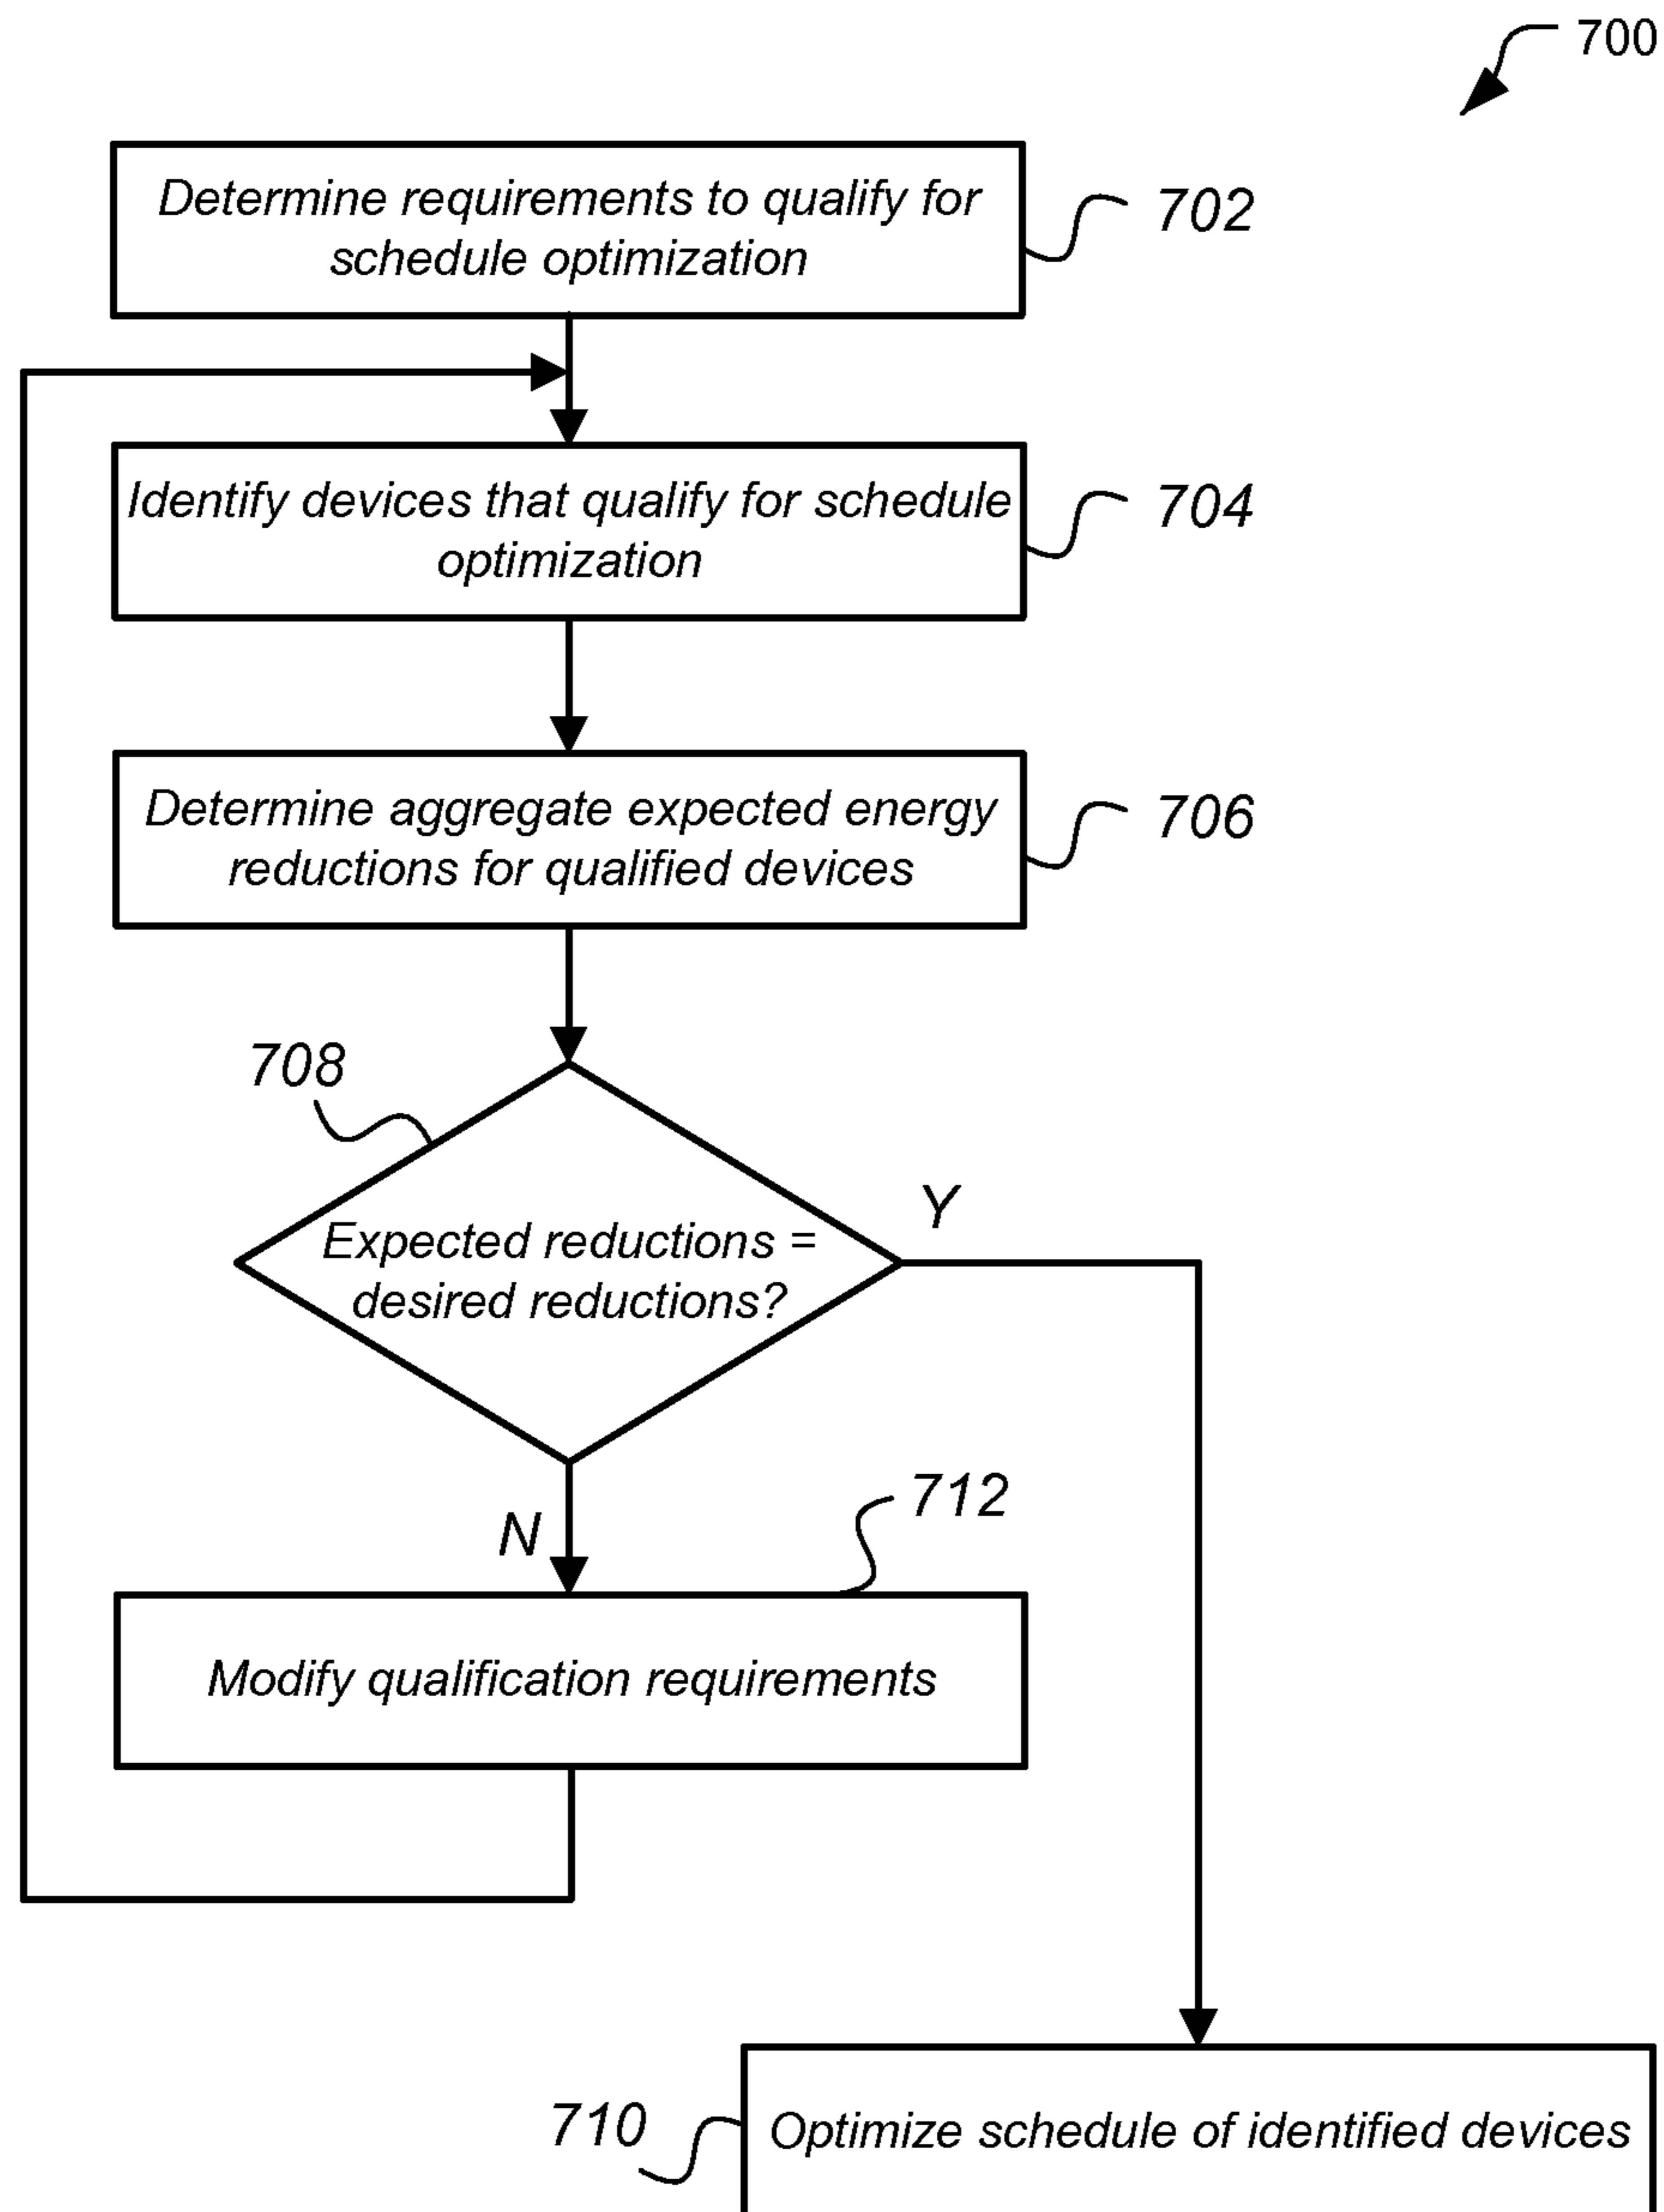 700
Determine requirements to qualify for
schedule optimization
702
Identify devices that qualify for schedule
optimization
704
Determine aggregate expected energy
reductions for qualified devices
706
708
Expected reductions =
desired reductions?
Y
N
712
Modify qualification requirements
710
Optimize schedule of identified devices